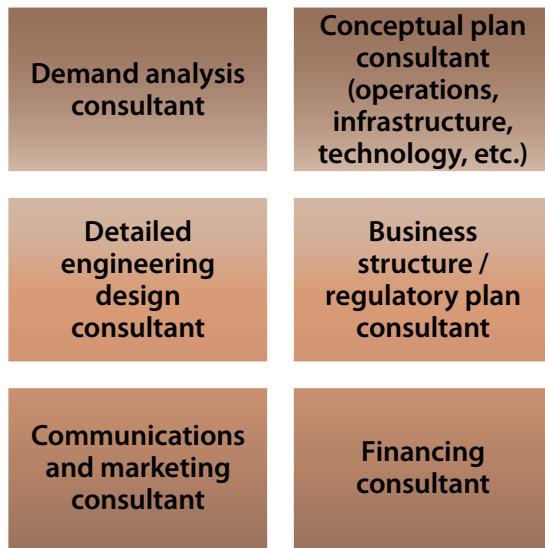 Demand analysis
consultant
Conceptual plan
consultant
(operations,
infrastructure,
technology, etc.)
Detailed
engineering
design
consultant
Business
structure /
regulatory plan
consultant
Communications
and marketing
consultant
Financing
consultant